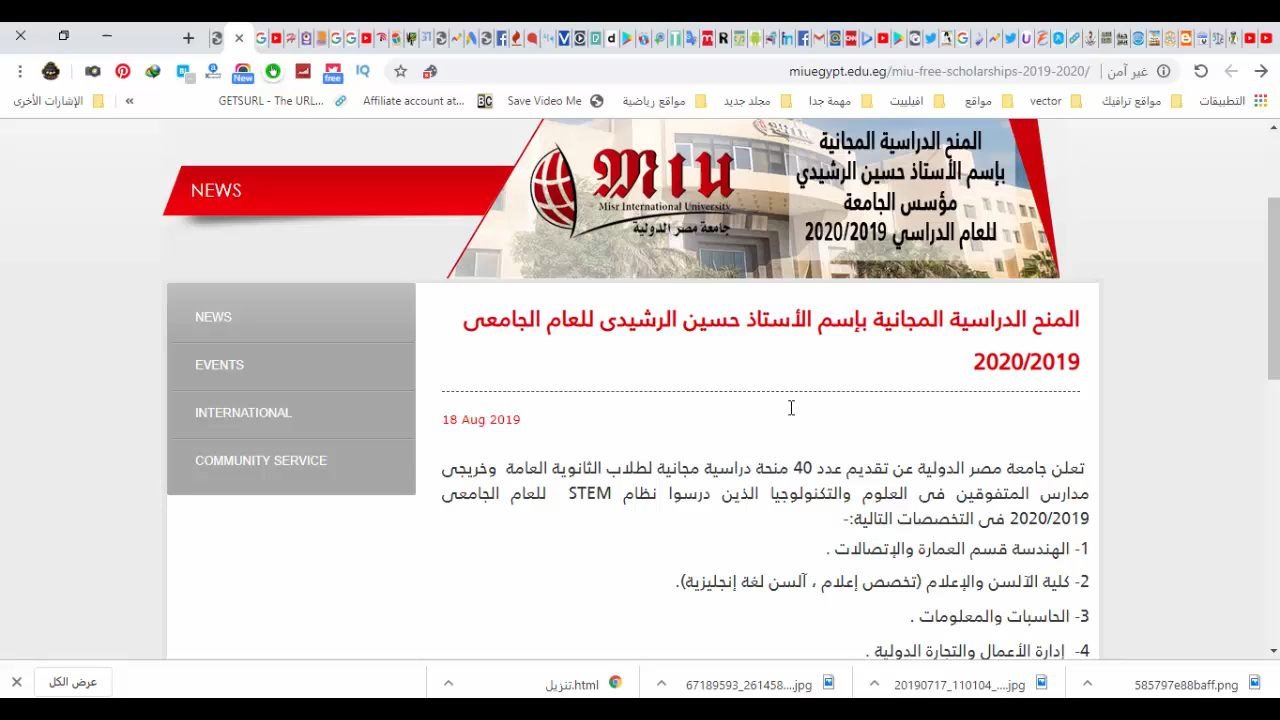 miuegypt.edu.eg/miu-free-scholarships-2019-2020/
غير آمن
New
free
التطبيقات
مواقع ترافيك
vector
مواقع
افيلييت
مهمة جدا
مجلد جديد
مواقع رياضية
Save Video Me
Affiliate account at...
GETSURL - The URL...
«
الإشارات الأخرى
NEWS
MIU
Misr International University
جامعة مصر الدولية
المنح الدراسية المجانية
بإسم الأستاذ حسين الرشيدي
مؤسس الجامعة
للعام الدراسي 2020/2019
NEWS
EVENTS
INTERNATIONAL
COMMUNITY SERVICE
المنح الدراسية المجانية بإسم الأستاذ حسين الرشيدى للعام الجامعى
2020/2019
18 Aug 2019
تعلن جامعة مصر الدولية عن تقديم عدد 40 منحة دراسية مجانية لطلاب الثانوية العامة وخريجى
مدارس المتفوقين فى العلوم والتكنولوجيا الذين درسوا نظام STEM للعام الجامعى
2020/2019 فى التخصصات التالية:-
1- الهندسة قسم العمارة والإتصالات .
2- كلية الآلسن والإعلام (تخصص إعلام ، آلسن لغة إنجليزية).
3- الحاسبات والمعلومات .
4- إدارة الأعمال والتجارة الدولية .
585797e88baff.png
20190717_110104_....jpg
67189593_261458....jpg
تنزيل.html
عرض الكل